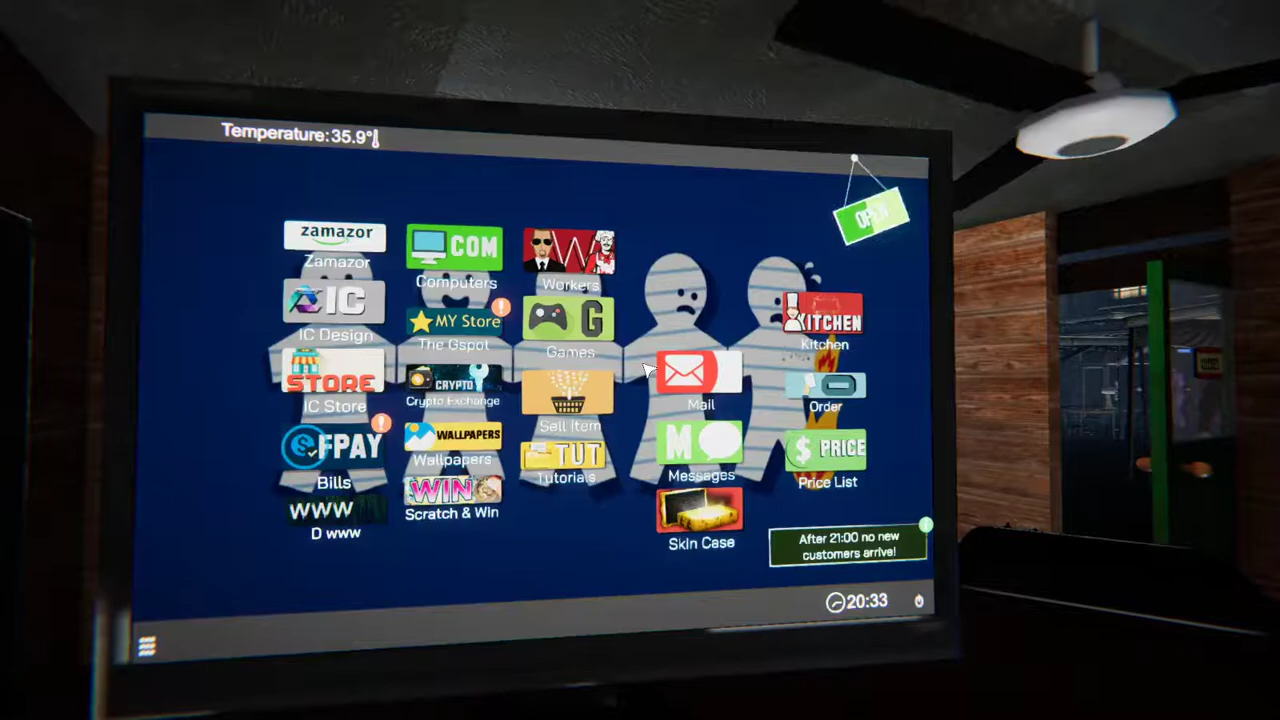 Temperature: 35.9°
OPEN
zamazor
Zamazor
COM
Computers
W
Workers
IC
IC Design
MY Store
The Gspot
G
Games
KITCHEN
Kitchen
STORE
IC Store
CRYPTO
Crypto Exchange
Sell Item
Mail
Order
FPAY
Bills
WALLPAPERS
Wallpapers
TUT
Tutorials
M
Messages
$ PRICE
Price List
WWW
D www
WIN
Scratch & Win
Skin Case
After 21:00 no new
customers arrive!
20:33